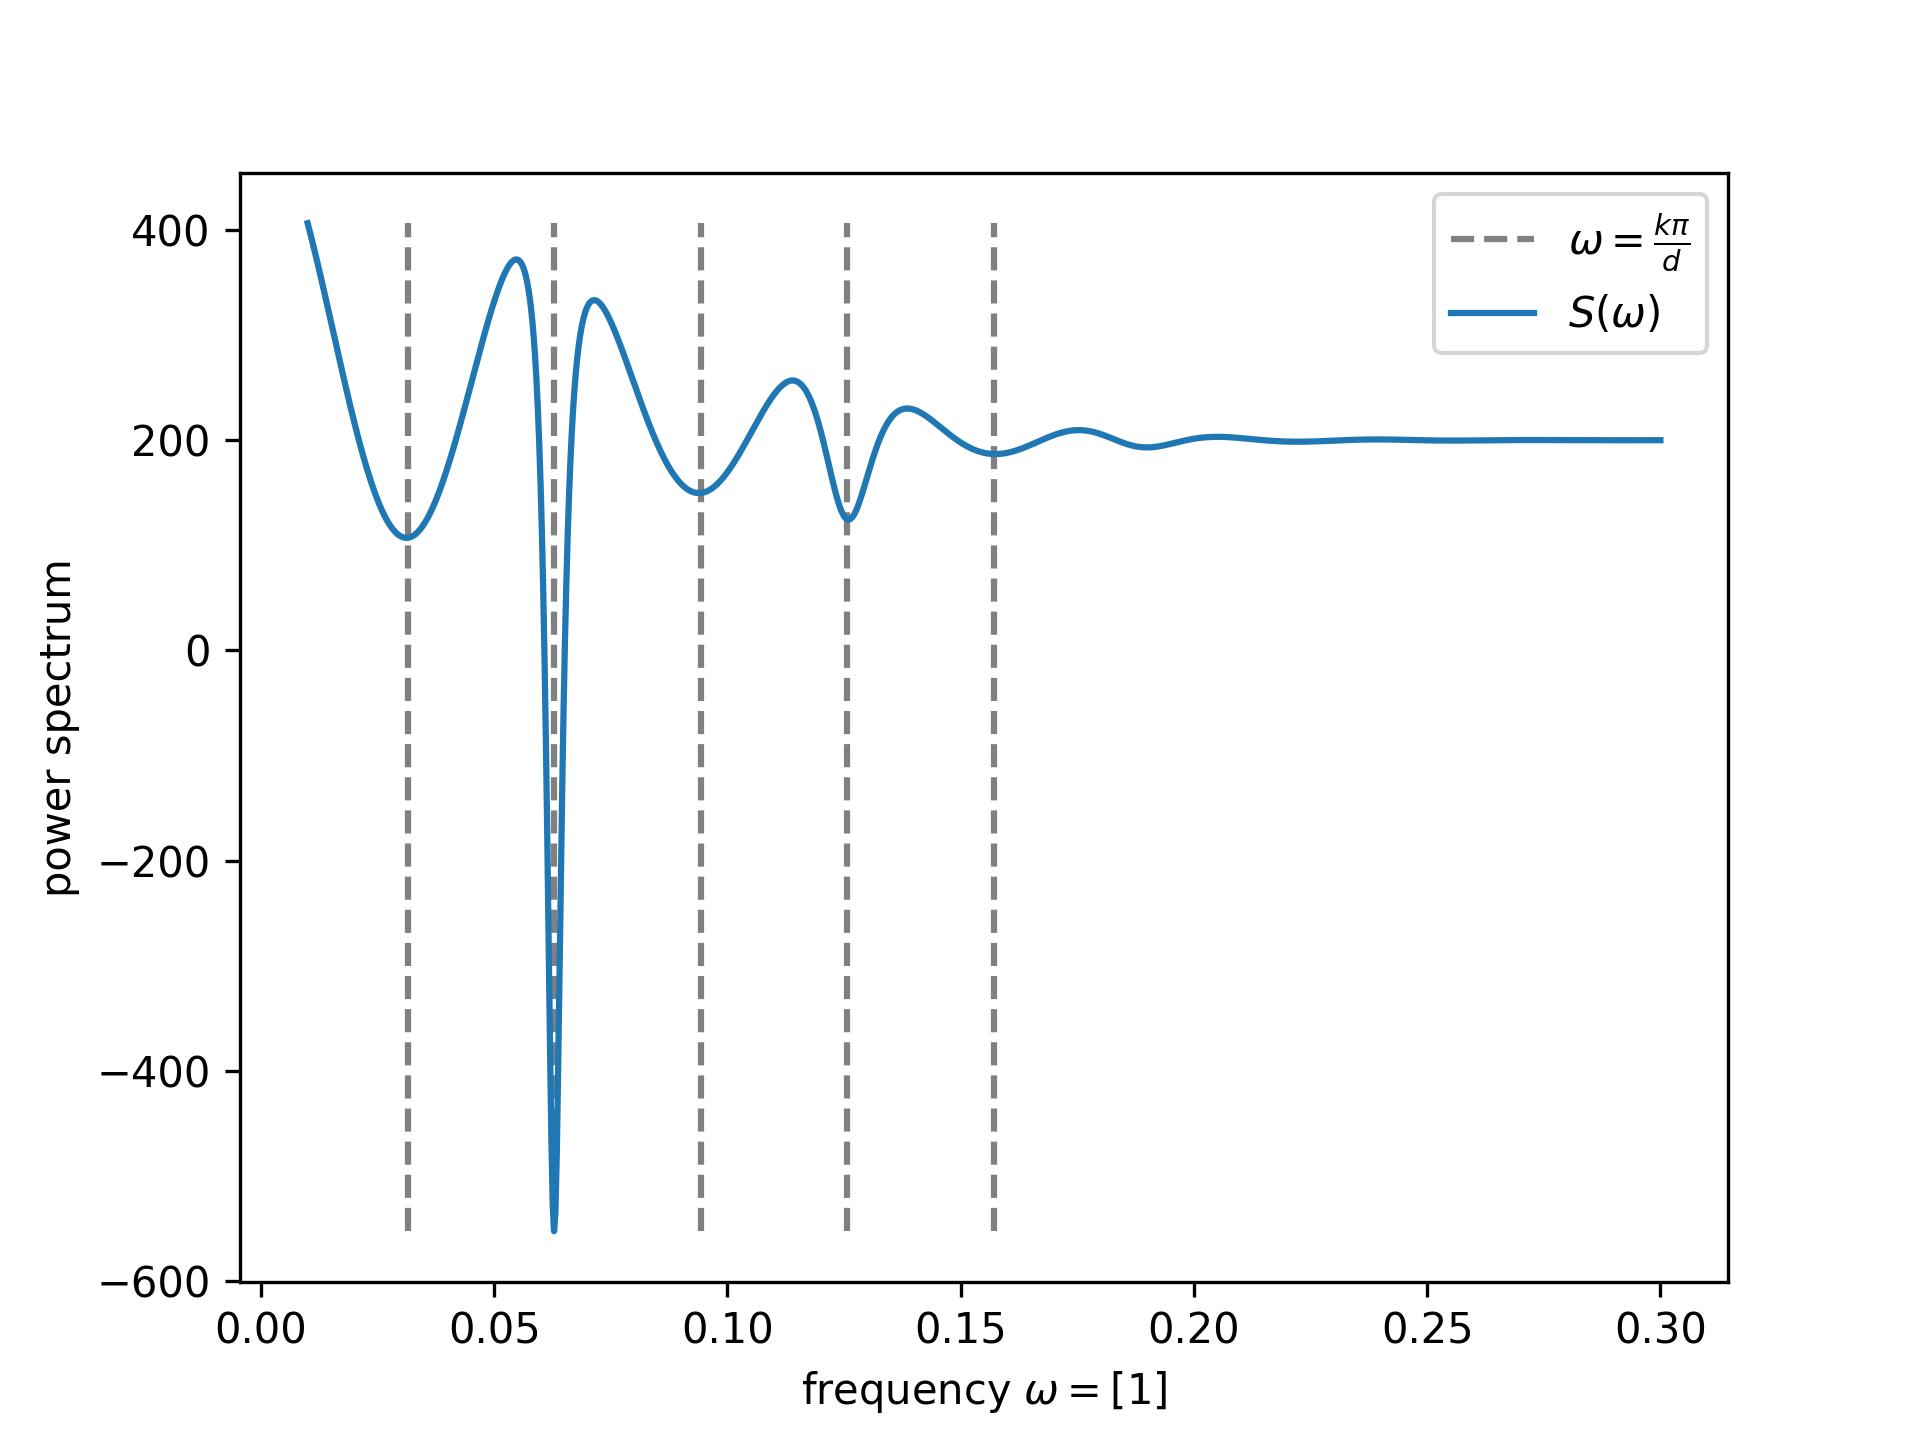 400
200
0
−200
−400
−600
power spectrum
0.00 0.05 0.10 0.15 0.20 0.25 0.30
frequency ω = [1]
ω = kπ/d
S(ω)